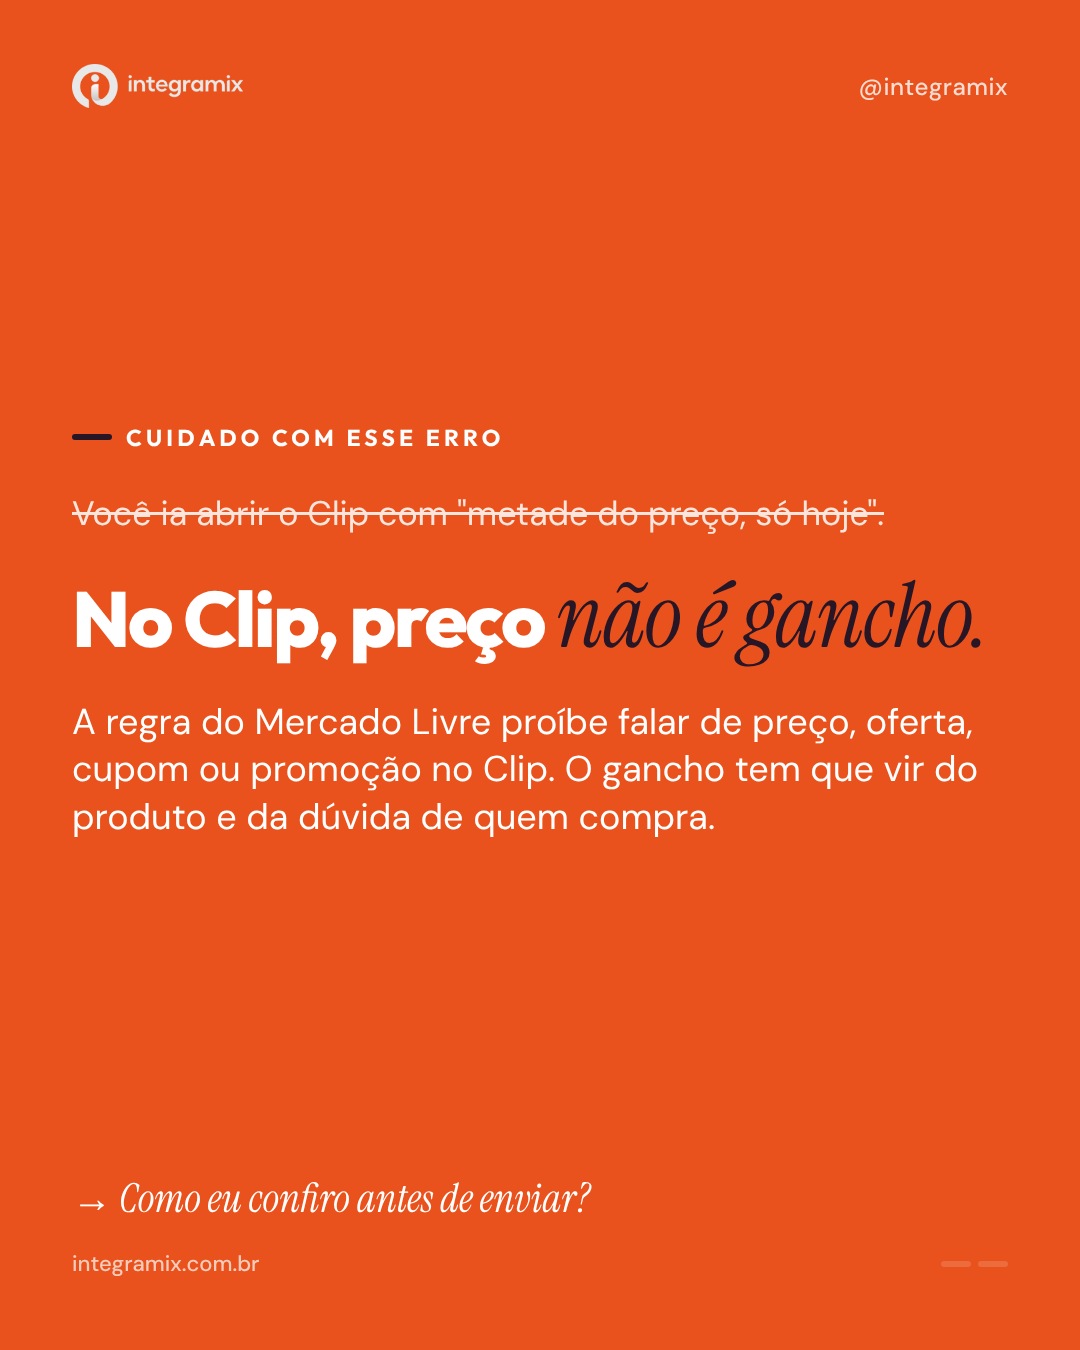 integramix
@integramix
CUIDADO COM ESSE ERRO
Você ia abrir o Clip com "metade do preço, só hoje".
No Clip, preço não é gancho.
A regra do Mercado Livre proíbe falar de preço, oferta,
cupom ou promoção no Clip. O gancho tem que vir do
produto e da dúvida de quem compra.
→ Como eu confiro antes de enviar?
integramix.com.br